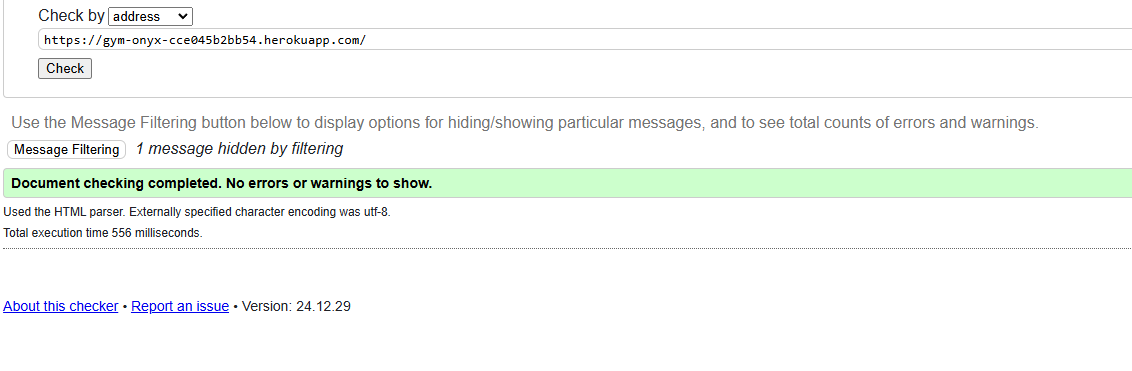 Check by address
https://gym-onyx-cce045b2bb54.herokuapp.com/
Check
Use the Message Filtering button below to display options for hiding/showing particular messages, and to see total counts of errors and warnings.
Message Filtering 1 message hidden by filtering
Document checking completed. No errors or warnings to show.
Used the HTML parser. Externally specified character encoding was utf-8.
Total execution time 556 milliseconds.
About this checker • Report an issue • Version: 24.12.29